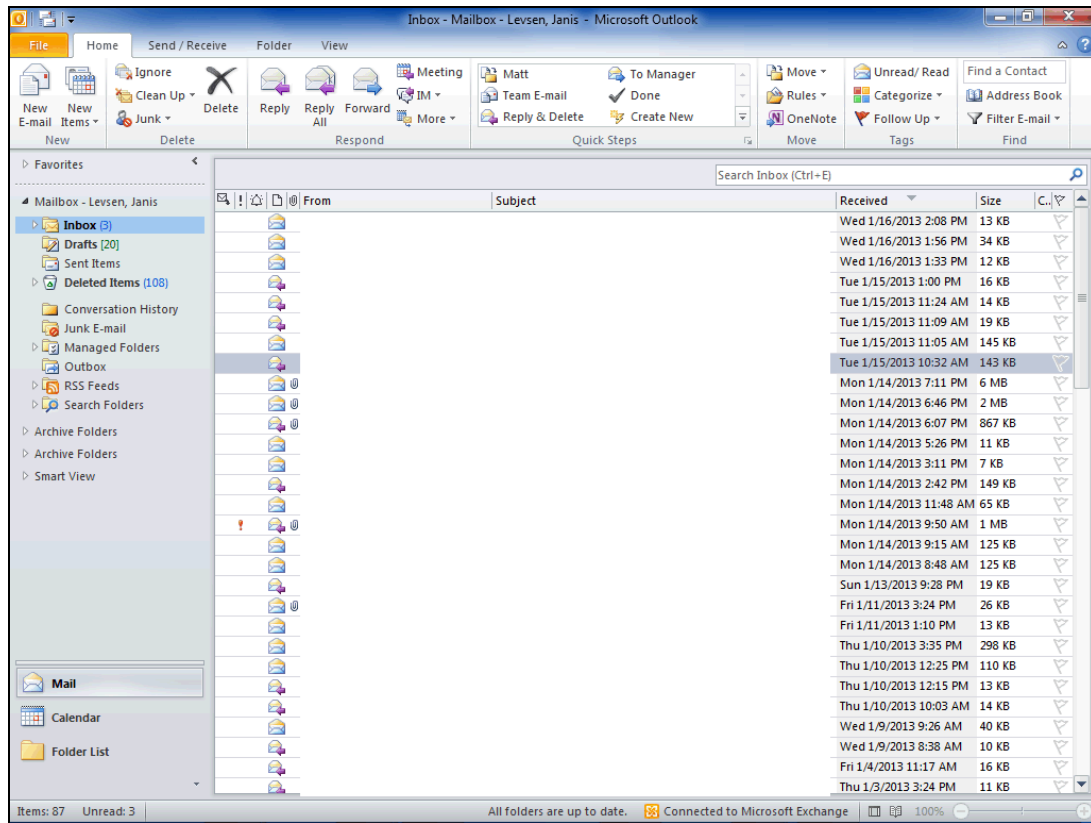 Inbox - Mailbox - Levsen, Janis - Microsoft Outlook
File Home Send / Receive Folder View
New E-mail
New Items
Ignore
Clean Up
Junk
Delete
Reply
Reply All
Forward
Meeting
IM
More
Matt
Team E-mail
Reply & Delete
To Manager
Done
Create New
Move
Rules
OneNote
Unread/ Read
Categorize
Follow Up
Find a Contact
Address Book
Filter E-mail
New Delete Respond Quick Steps Move Tags Find
Favorites
Search Inbox (Ctrl+E)
Mailbox - Levsen, Janis
Inbox (3)
Drafts [20]
Sent Items
Deleted Items (108)
Conversation History
Junk E-mail
Managed Folders
Outbox
RSS Feeds
Search Folders
Archive Folders
Archive Folders
Smart View
Mail
Calendar
Folder List
! From Subject Received Size C..
Wed 1/16/2013 2:08 PM 13 KB
Wed 1/16/2013 1:56 PM 34 KB
Wed 1/16/2013 1:33 PM 12 KB
Tue 1/15/2013 1:00 PM 16 KB
Tue 1/15/2013 11:24 AM 14 KB
Tue 1/15/2013 11:09 AM 19 KB
Tue 1/15/2013 11:05 AM 145 KB
Tue 1/15/2013 10:32 AM 143 KB
Mon 1/14/2013 7:11 PM 6 MB
Mon 1/14/2013 6:46 PM 2 MB
Mon 1/14/2013 6:07 PM 867 KB
Mon 1/14/2013 5:26 PM 11 KB
Mon 1/14/2013 3:11 PM 7 KB
Mon 1/14/2013 2:42 PM 149 KB
Mon 1/14/2013 11:48 AM 65 KB
Mon 1/14/2013 9:50 AM 1 MB
Mon 1/14/2013 9:15 AM 125 KB
Mon 1/14/2013 8:48 AM 125 KB
Sun 1/13/2013 9:28 PM 19 KB
Fri 1/11/2013 3:24 PM 26 KB
Fri 1/11/2013 1:10 PM 13 KB
Thu 1/10/2013 3:35 PM 298 KB
Thu 1/10/2013 12:25 PM 110 KB
Thu 1/10/2013 12:15 PM 13 KB
Thu 1/10/2013 10:03 AM 14 KB
Wed 1/9/2013 9:26 AM 40 KB
Wed 1/9/2013 8:38 AM 10 KB
Fri 1/4/2013 11:17 AM 16 KB
Thu 1/3/2013 3:24 PM 11 KB
Items: 87 Unread: 3 All folders are up to date. Connected to Microsoft Exchange 100%